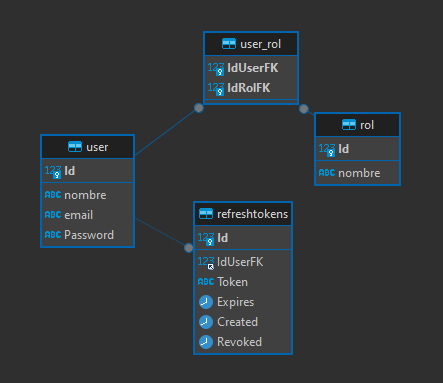 user_rol
123 IdUserFK
123 IdRolFK
rol
123 Id
ABC nombre
user
123 Id
ABC nombre
ABC email
ABC Password
refreshtokens
123 Id
123 IdUserFK
ABC Token
Expires
Created
Revoked